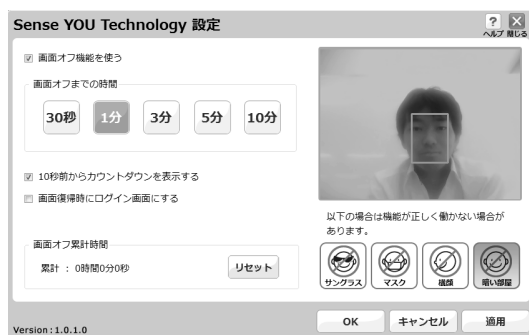 Sense YOU Technology 設定
ヘルプ 閉じる
画面オフ機能を使う
画面オフまでの時間
30秒 1分 3分 5分 10分
10秒前からカウントダウンを表示する
画面復帰時にログイン画面にする
以下の場合は機能が正しく働かない場合が
あります。
画面オフ累計時間
累計 : 0時間0分0秒
リセット
サングラス マスク 横顔 暗い部屋
OK キャンセル 適用
Version : 1.0.1.0